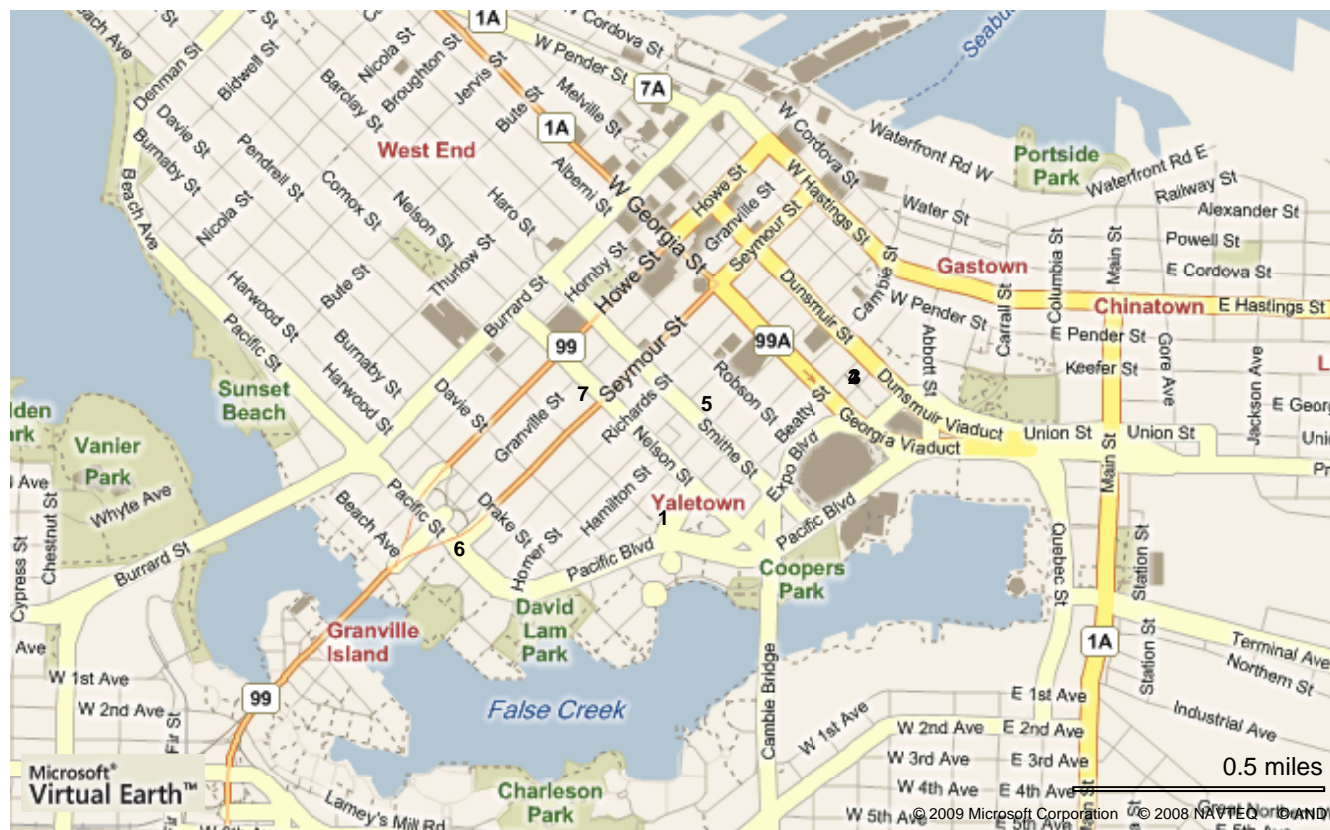 1A
W Cordova St
W Pender St
7A
Seabu
Beach Ave
Denman St
Bidwell St
Nicola St
Broughton St
Barclay St
Jervis St
Bute St
Melville St
1A
West End
Davie St
Burnaby St
Pendrell St
Comox St
Nelson St
Haro St
Alberni St
W Georgia St
Howe St
Granville St
Seymour St
W Cordova St
W Hastings St
Waterfront Rd W
Portside
Park
Waterfront Rd E
Railway St
Alexander St
Water St
Powell St
E Cordova St
Gastown
Chinatown
E Hastings St
Beach Ave
Nicola St
Thurlow St
Bute St
Harwood St
Pacific St
Burnaby St
Harwood St
Burrard St
Hornby St
Howe St
Seymour St
Dunsmuir St
Cambie St
W Pender St
Abbott St
Carrall St
Columbia St
Main St
E Pender St
Keefer St
Gore Ave
Jackson Ave
E Georg
99
99A
Sunset
Beach
Davie St
Granville St
7
Richards St
5
Robson St
Smithe St
Nelson St
Beatty St
Expo Blvd
Georgia Viaduct
Dunsmuir Viaduct
Union St
Union St
Main St
Vanier
Park
Whyte Ave
Chestnut St
Cypress St
Burrard St
Beach Ave
Pacific St
6
Drake St
Homer St
Hamilton St
Yaletown
1
Pacific Blvd
Pacific Blvd
Coopers
Park
Quebec St
Station St
David
Lam
Park
Granville
Island
Ave
W 1st Ave
W 2nd Ave
Fir St
99
False Creek
Cambie Bridge
1A
Station St
Terminal Ave
Northern St
Industrial Ave
W 1st Ave
E 1st Ave
W 2nd Ave
E 2nd Ave
W 3rd Ave
E 3rd Ave
W 4th Ave
E 4th Ave
W 5th Ave
E 5th Ave
Charleson
Park
Lamey's Mill Rd
0.5 miles
Microsoft®
Virtual Earth™
© 2009 Microsoft Corporation © 2008 NAVTEQ © AND